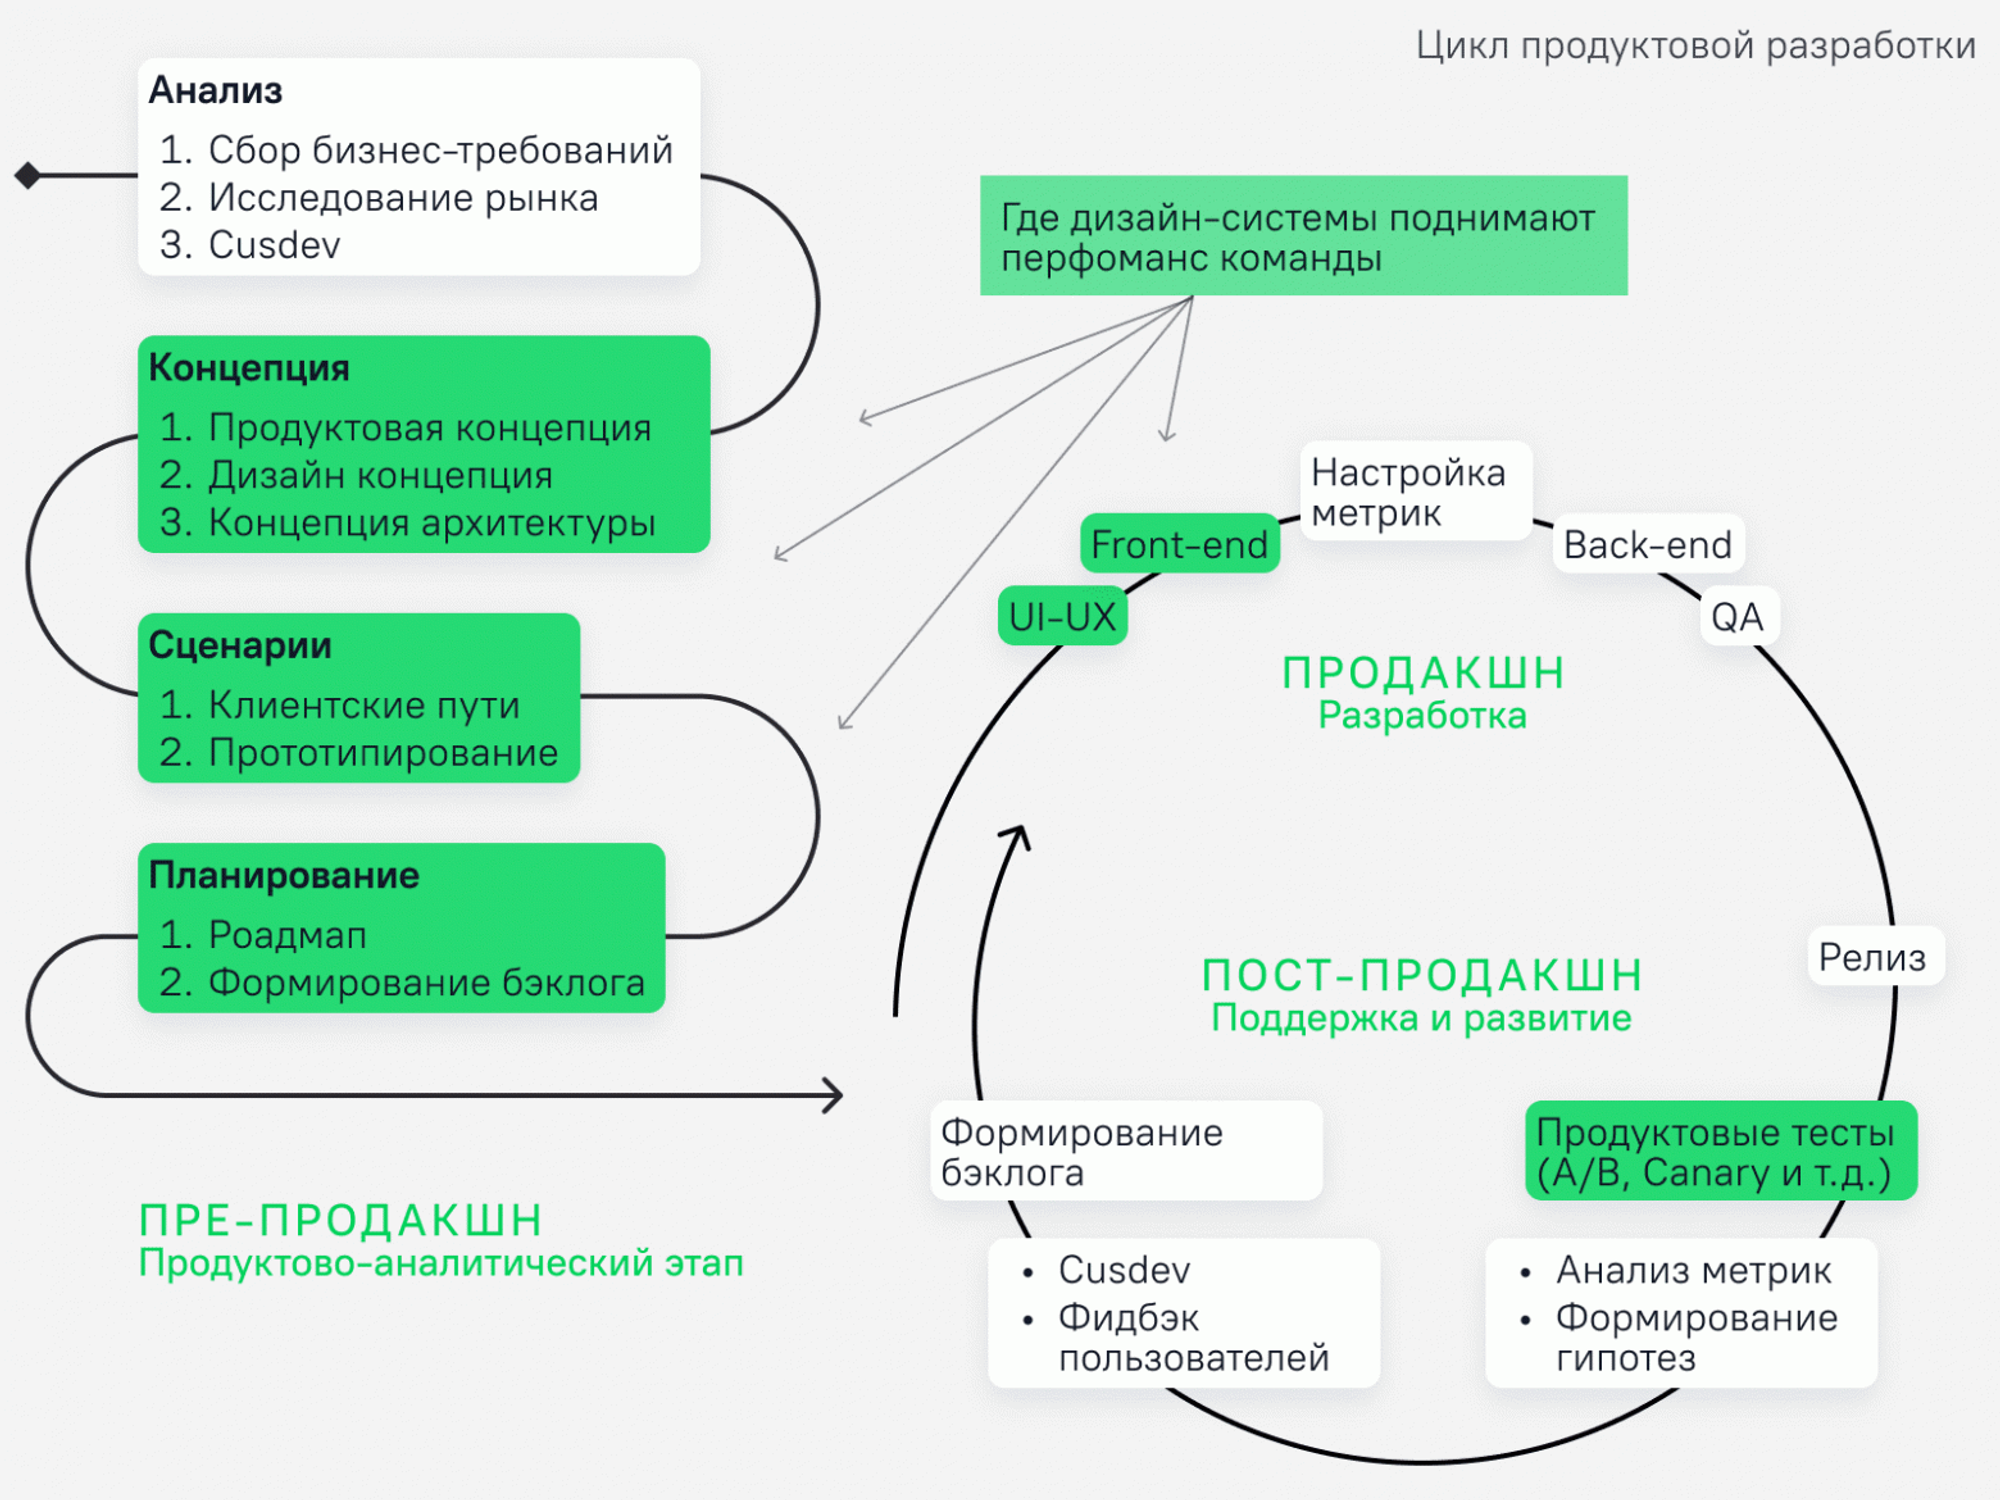 Цикл продуктовой разработки
Анализ
1. Сбор бизнес-требований
2. Исследование рынка
3. Cusdev
Концепция
1. Продуктовая концепция
2. Дизайн концепция
3. Концепция архитектуры
Сценарии
1. Клиентские пути
2. Прототипирование
Планирование
1. Роадмап
2. Формирование бэклога
ПРЕ-ПРОДАКШН
Продуктово-аналитический этап
Где дизайн-системы поднимают
перфоманс команды
Настройка
метрик
Front-end
Back-end
UI-UX
QA
ПРОДАКШН
Разработка
Релиз
ПОСТ-ПРОДАКШН
Поддержка и развитие
Формирование
бэклога
Продуктовые тесты
(A/B, Canary и т.д.)
• Cusdev
• Фидбэк
пользователей
• Анализ метрик
• Формирование
гипотез